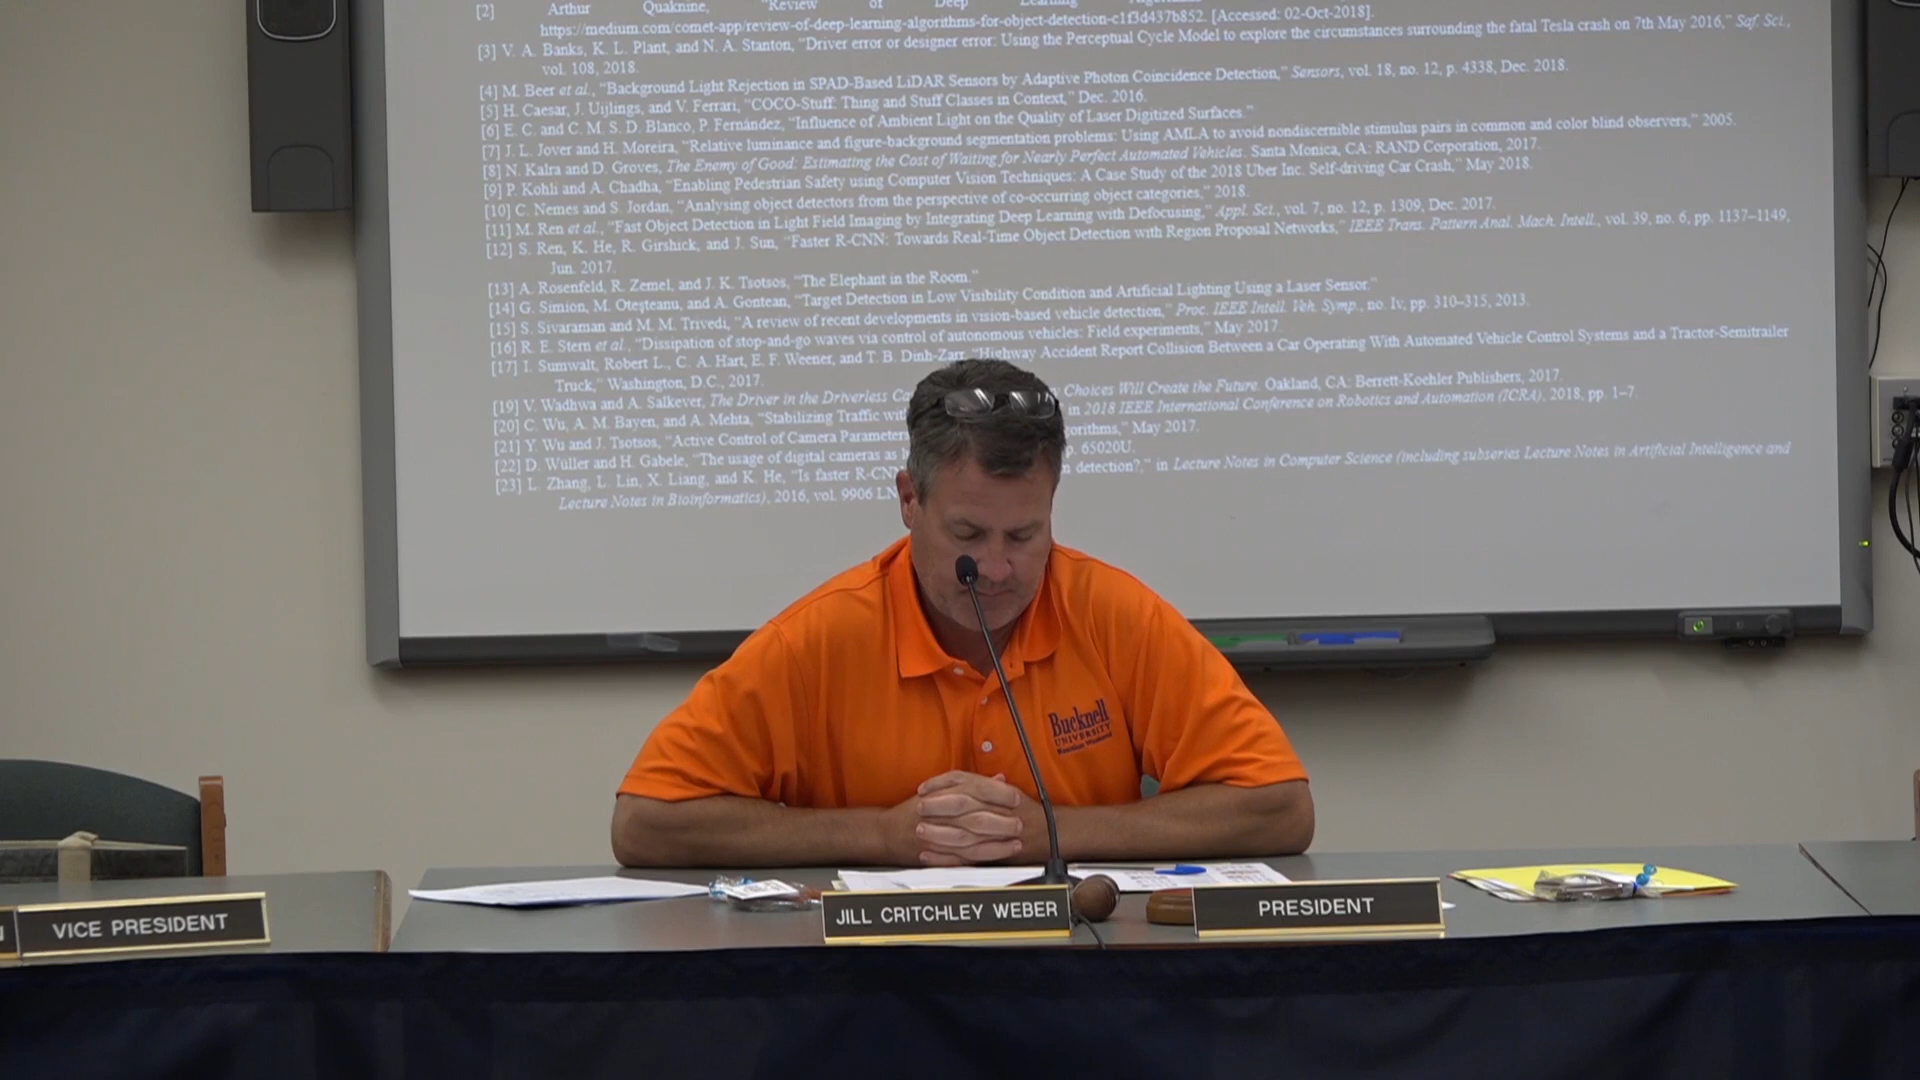 [2] Arthur Quaknine, "Review of Deep Learning
https://medium.com/comet-app/review-of-deep-learning-algorithms-for-object-detection-c1f3d437b852. [Accessed: 02-Oct-2018].
[3] V. A. Banks, K. L. Plant, and N. A. Stanton, "Driver error or designer error: Using the Perceptual Cycle Model to explore the circumstances surrounding the fatal Tesla crash on 7th May 2016," Saf. Sci.,
vol. 108, 2018.
[4] M. Beer et al., "Background Light Rejection in SPAD-Based LiDAR Sensors by Adaptive Photon Coincidence Detection," Sensors, vol. 18, no. 12, p. 4338, Dec. 2018.
[5] H. Caesar, J. Uijlings, and V. Ferrari, "COCO-Stuff: Thing and Stuff Classes in Context," Dec. 2016.
[6] E. C. and C. M. S. D. Blanco, P. Fernández, "Influence of Ambient Light on the Quality of Laser Digitized Surfaces."
[7] J. L. Jover and H. Moreira, "Relative luminance and figure-background segmentation problems: Using AMLA to avoid nondiscernible stimulus pairs in common and color blind observers," 2005.
[8] N. Kalra and D. Groves, The Enemy of Good: Estimating the Cost of Waiting for Nearly Perfect Automated Vehicles. Santa Monica, CA: RAND Corporation, 2017.
[9] P. Kohli and A. Chadha, "Enabling Pedestrian Safety using Computer Vision Techniques: A Case Study of the 2018 Uber Inc. Self-driving Car Crash," May 2018.
[10] C. Nemes and S. Jordan, "Analysing object detectors from the perspective of co-occurring object categories," 2018.
[11] M. Ren et al., "Fast Object Detection in Light Field Imaging by Integrating Deep Learning with Defocusing," Appl. Sci., vol. 7, no. 12, p. 1309, Dec. 2017.
[12] S. Ren, K. He, R. Girshick, and J. Sun, "Faster R-CNN: Towards Real-Time Object Detection with Region Proposal Networks," IEEE Trans. Pattern Anal. Mach. Intell., vol. 39, no. 6, pp. 1137–1149,
Jun. 2017.
[13] A. Rosenfeld, R. Zemel, and J. K. Tsotsos, "The Elephant in the Room."
[14] G. Simion, M. Oteşteanu, and A. Gontean, "Target Detection in Low Visibility Condition and Artificial Lighting Using a Laser Sensor."
[15] S. Sivaraman and M. M. Trivedi, "A review of recent developments in vision-based vehicle detection," Proc. IEEE Intell. Veh. Symp., no. Iv, pp. 310–315, 2013.
[16] R. E. Stern et al., "Dissipation of stop-and-go waves via control of autonomous vehicles: Field experiments," May 2017.
[17] I. Sumwalt, Robert L., C. A. Hart, E. F. Weener, and T. B. Dinh-Zarr, "Highway Accident Report Collision Between a Car Operating With Automated Vehicle Control Systems and a Tractor-Semitrailer
Truck," Washington, D.C., 2017.
[19] V. Wadhwa and A. Salkever, The Driver in the Driverless Ca Choices Will Create the Future. Oakland, CA: Berrett-Koehler Publishers, 2017.
[20] C. Wu, A. M. Bayen, and A. Mehta, "Stabilizing Traffic wit in 2018 IEEE International Conference on Robotics and Automation (ICRA), 2018, pp. 1–7.
[21] Y. Wu and J. Tsotsos, "Active Control of Camera Parameters orithms," May 2017.
[22] D. Wuller and H. Gabele, "The usage of digital cameras as p. 65020U.
[23] L. Zhang, L. Lin, X. Liang, and K. He, "Is faster R-CNN detection?," in Lecture Notes in Computer Science (including subseries Lecture Notes in Artificial Intelligence and
Lecture Notes in Bioinformatics), 2016, vol. 9906 LN
Bucknell
UNIVERSITY
VICE PRESIDENT
JILL CRITCHLEY WEBER
PRESIDENT